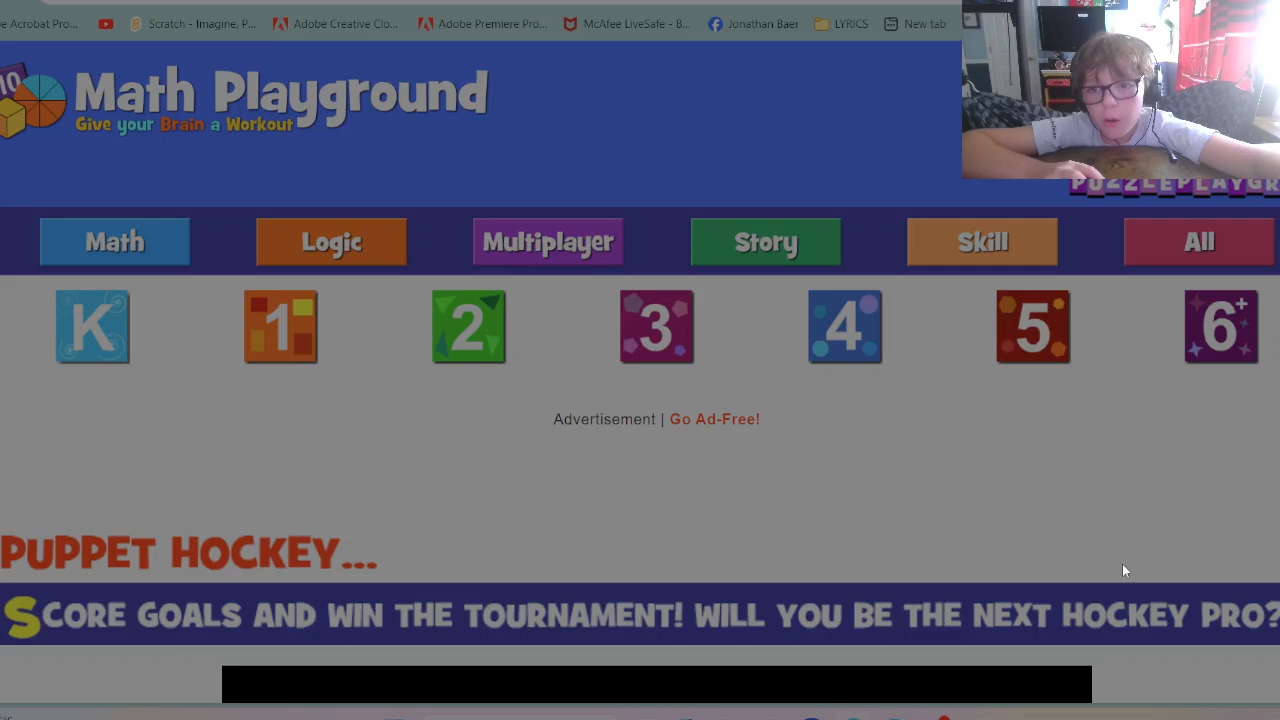 e Acrobat Pro... Scratch - Imagine, P... Adobe Creative Clo... Adobe Premiere Pro... McAfee LiveSafe - B... Jonathan Baer LYRICS New tab
10
Math Playground
Give your Brain a Workout
PUZZLEPLAYGR
Math Logic Multiplayer Story Skill All
K 1 2 3 4 5 6+
Advertisement | Go Ad-Free!
PUPPET HOCKEY...
SCORE GOALS AND WIN THE TOURNAMENT! WILL YOU BE THE NEXT HOCKEY PRO?